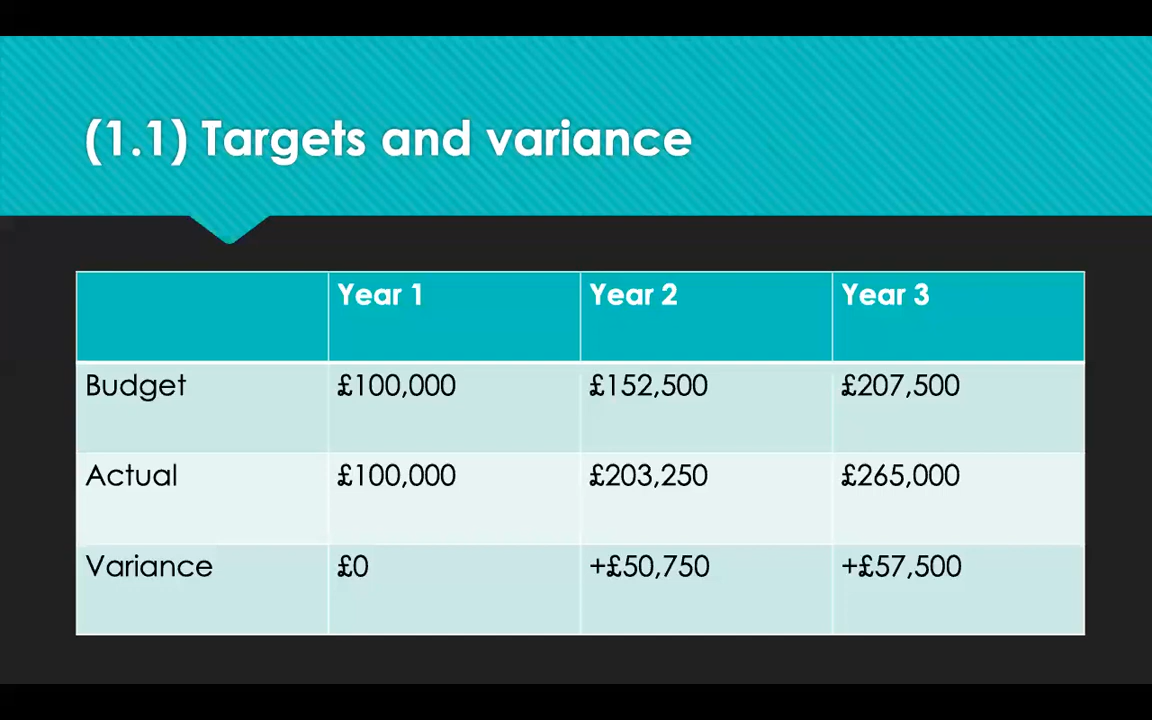 (1.1) Targets and variance
Year 1 Year 2 Year 3
Budget £100,000 £152,500 £207,500
Actual £100,000 £203,250 £265,000
Variance £0 +£50,750 +£57,500